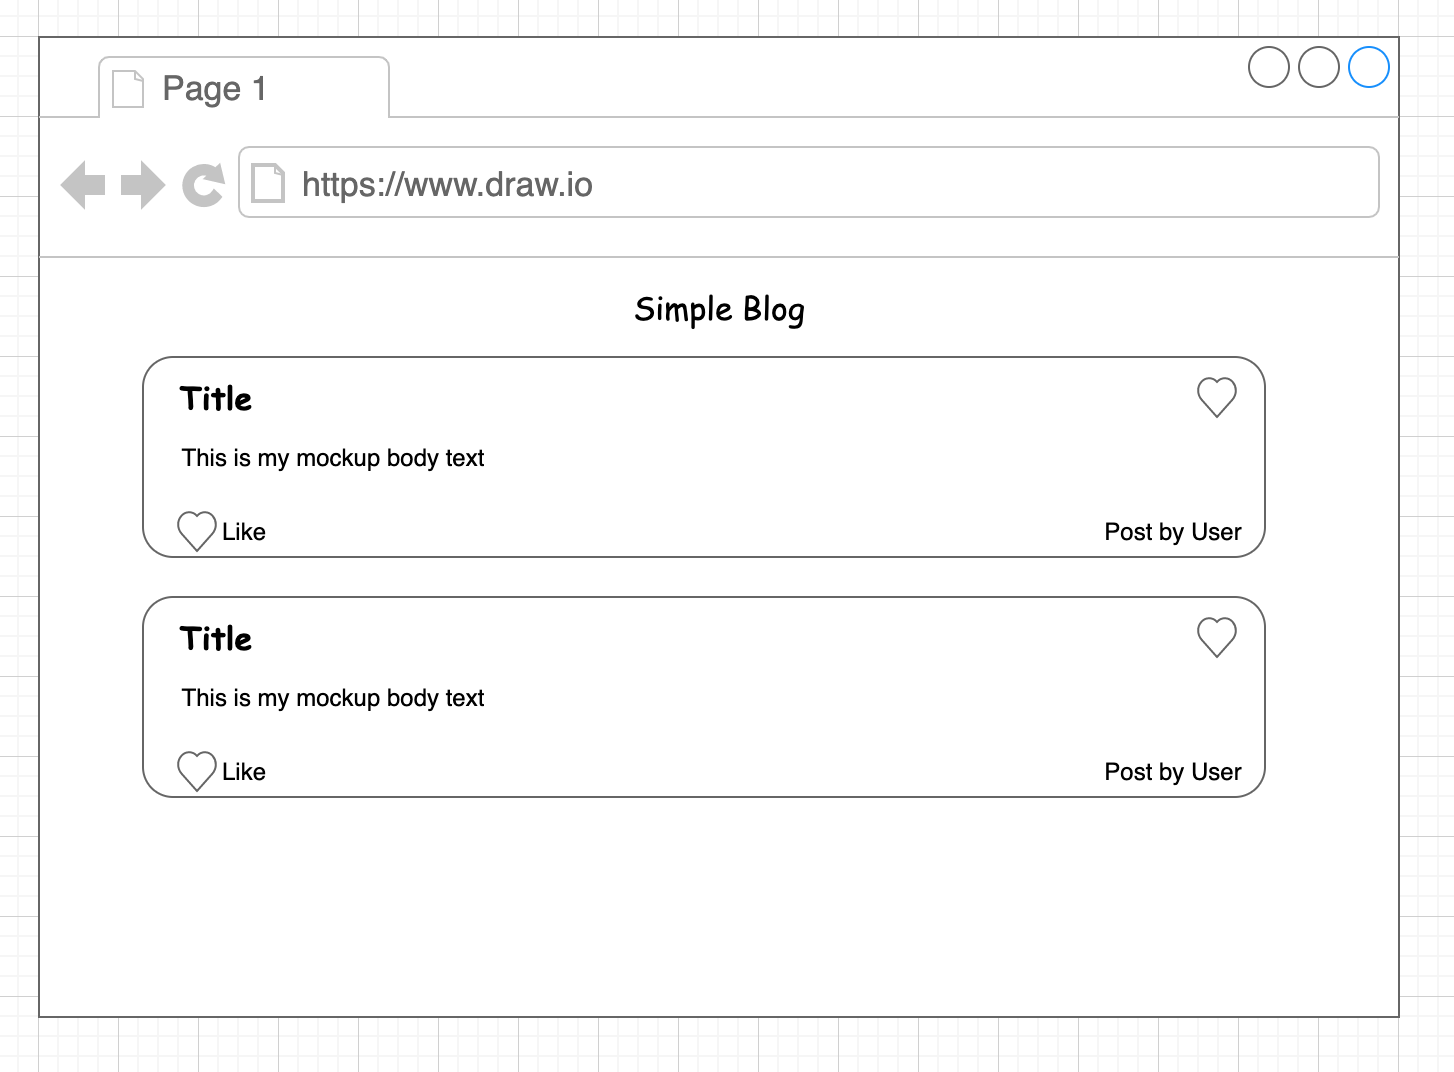 Page 1
https://www.draw.io
Simple Blog
Title
This is my mockup body text
Like
Post by User
Title
This is my mockup body text
Like
Post by User